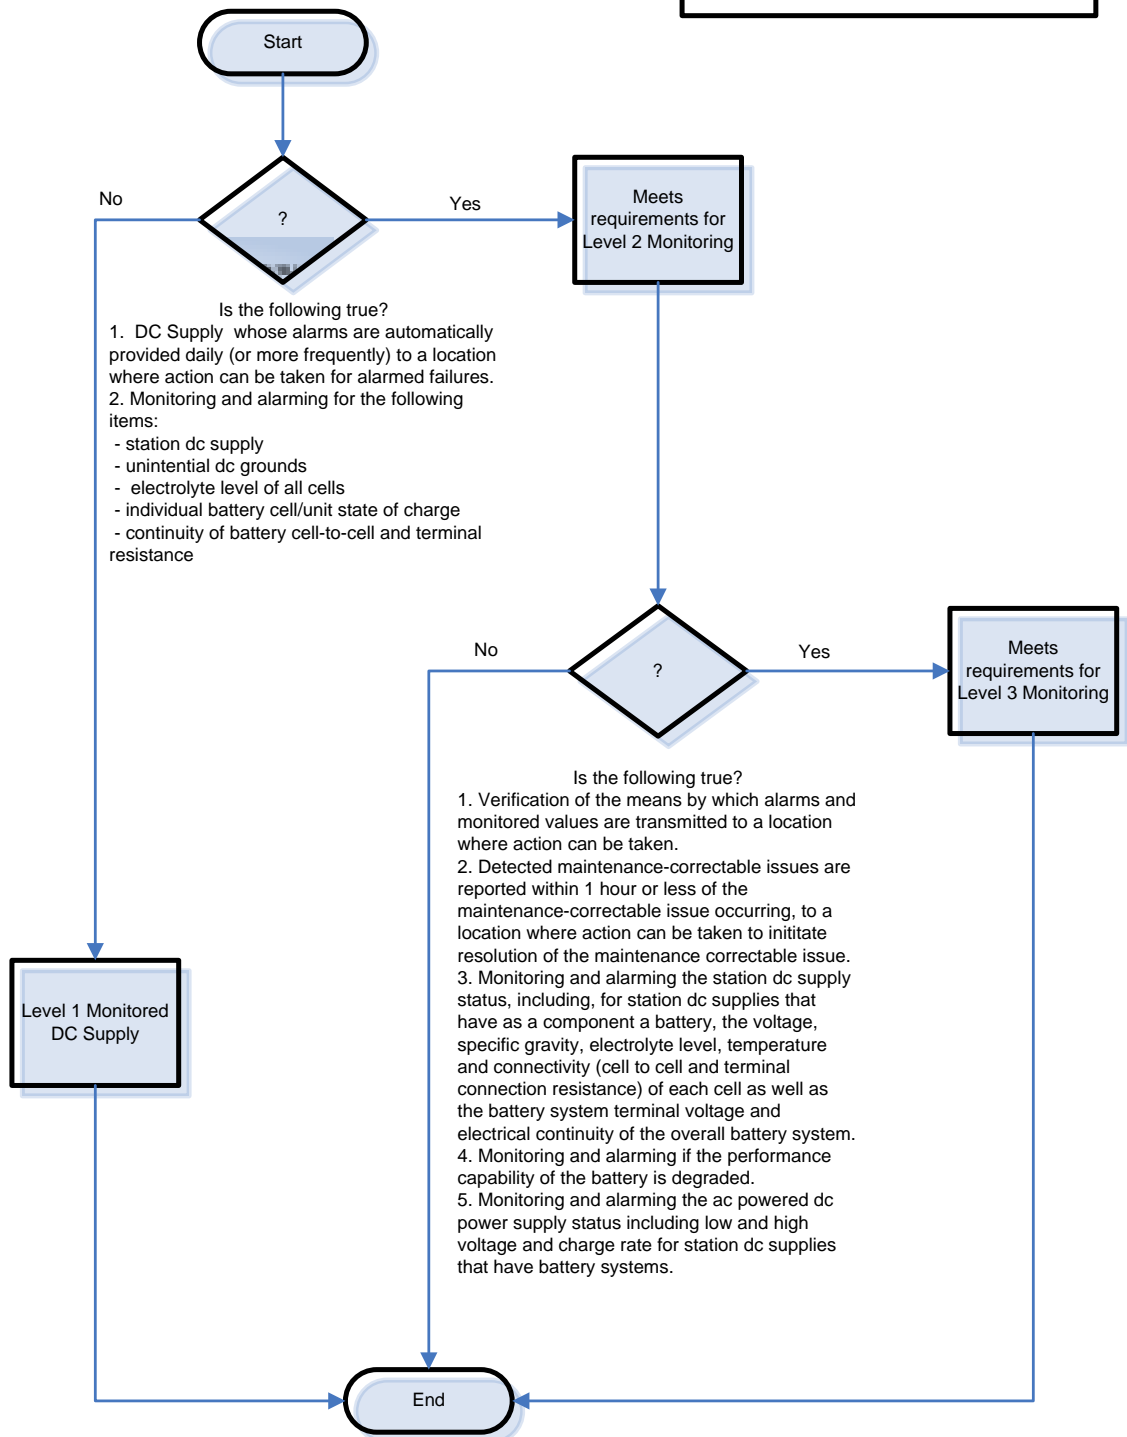 Start
No
Yes
?
Meets
requirements for
Level 2 Monitoring
Is the following true?
1.  DC Supply  whose alarms are automatically
provided daily (or more frequently) to a location
where action can be taken for alarmed failures.
2. Monitoring and alarming for the following
items:
- station dc supply
- unintential dc grounds
-  electrolyte level of all cells
- individual battery cell/unit state of charge
- continuity of battery cell-to-cell and terminal
resistance
No
Yes
?
Meets
requirements for
Level 3 Monitoring
Is the following true?
1. Verification of the means by which alarms and
monitored values are transmitted to a location
where action can be taken.
2. Detected maintenance-correctable issues are
reported within 1 hour or less of the
maintenance-correctable issue occurring, to a
location where action can be taken to inititate
resolution of the maintenance correctable issue.
3. Monitoring and alarming the station dc supply
status, including, for station dc supplies that
have as a component a battery, the voltage,
specific gravity, electrolyte level, temperature
and connectivity (cell to cell and terminal
connection resistance) of each cell as well as
the battery system terminal voltage and
electrical continuity of the overall battery system.
4. Monitoring and alarming if the performance
capability of the battery is degraded.
5. Monitoring and alarming the ac powered dc
power supply status including low and high
voltage and charge rate for station dc supplies
that have battery systems.
Level 1 Monitored
DC Supply
End